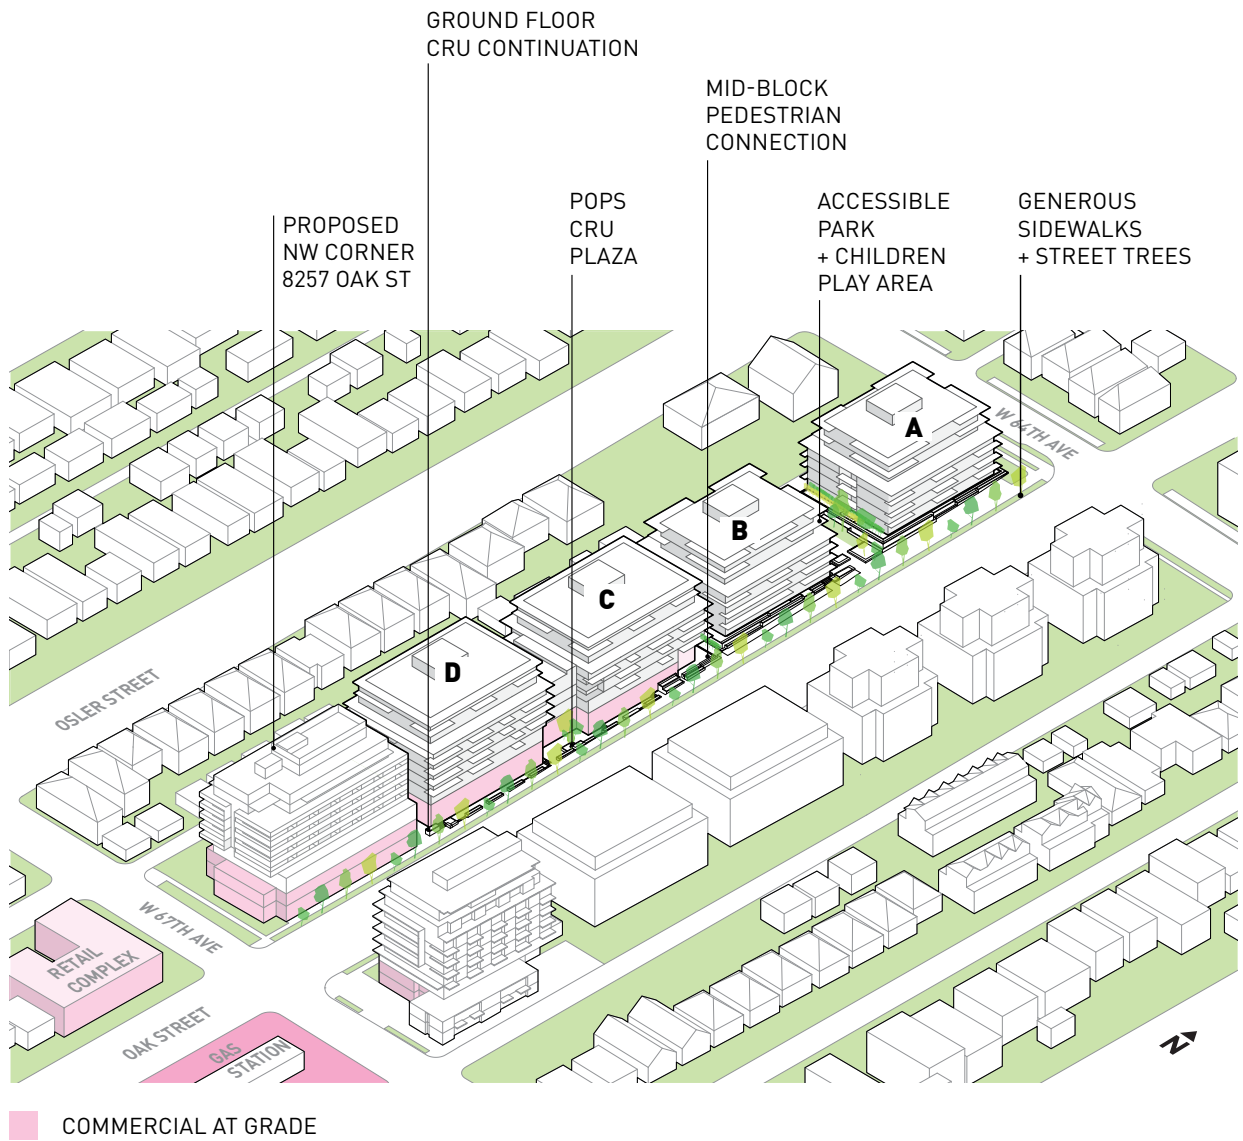 GROUND FLOOR
CRU CONTINUATION
MID-BLOCK
PEDESTRIAN
CONNECTION
PROPOSED
NW CORNER
8257 OAK ST
POPS
CRU
PLAZA
ACCESSIBLE
PARK
+ CHILDREN
PLAY AREA
GENEROUS
SIDEWALKS
+ STREET TREES
A
W 64TH AVE
B
C
D
OSLER STREET
W 67TH AVE
RETAIL
COMPLEX
OAK STREET
GAS
STATION
N
COMMERCIAL AT GRADE